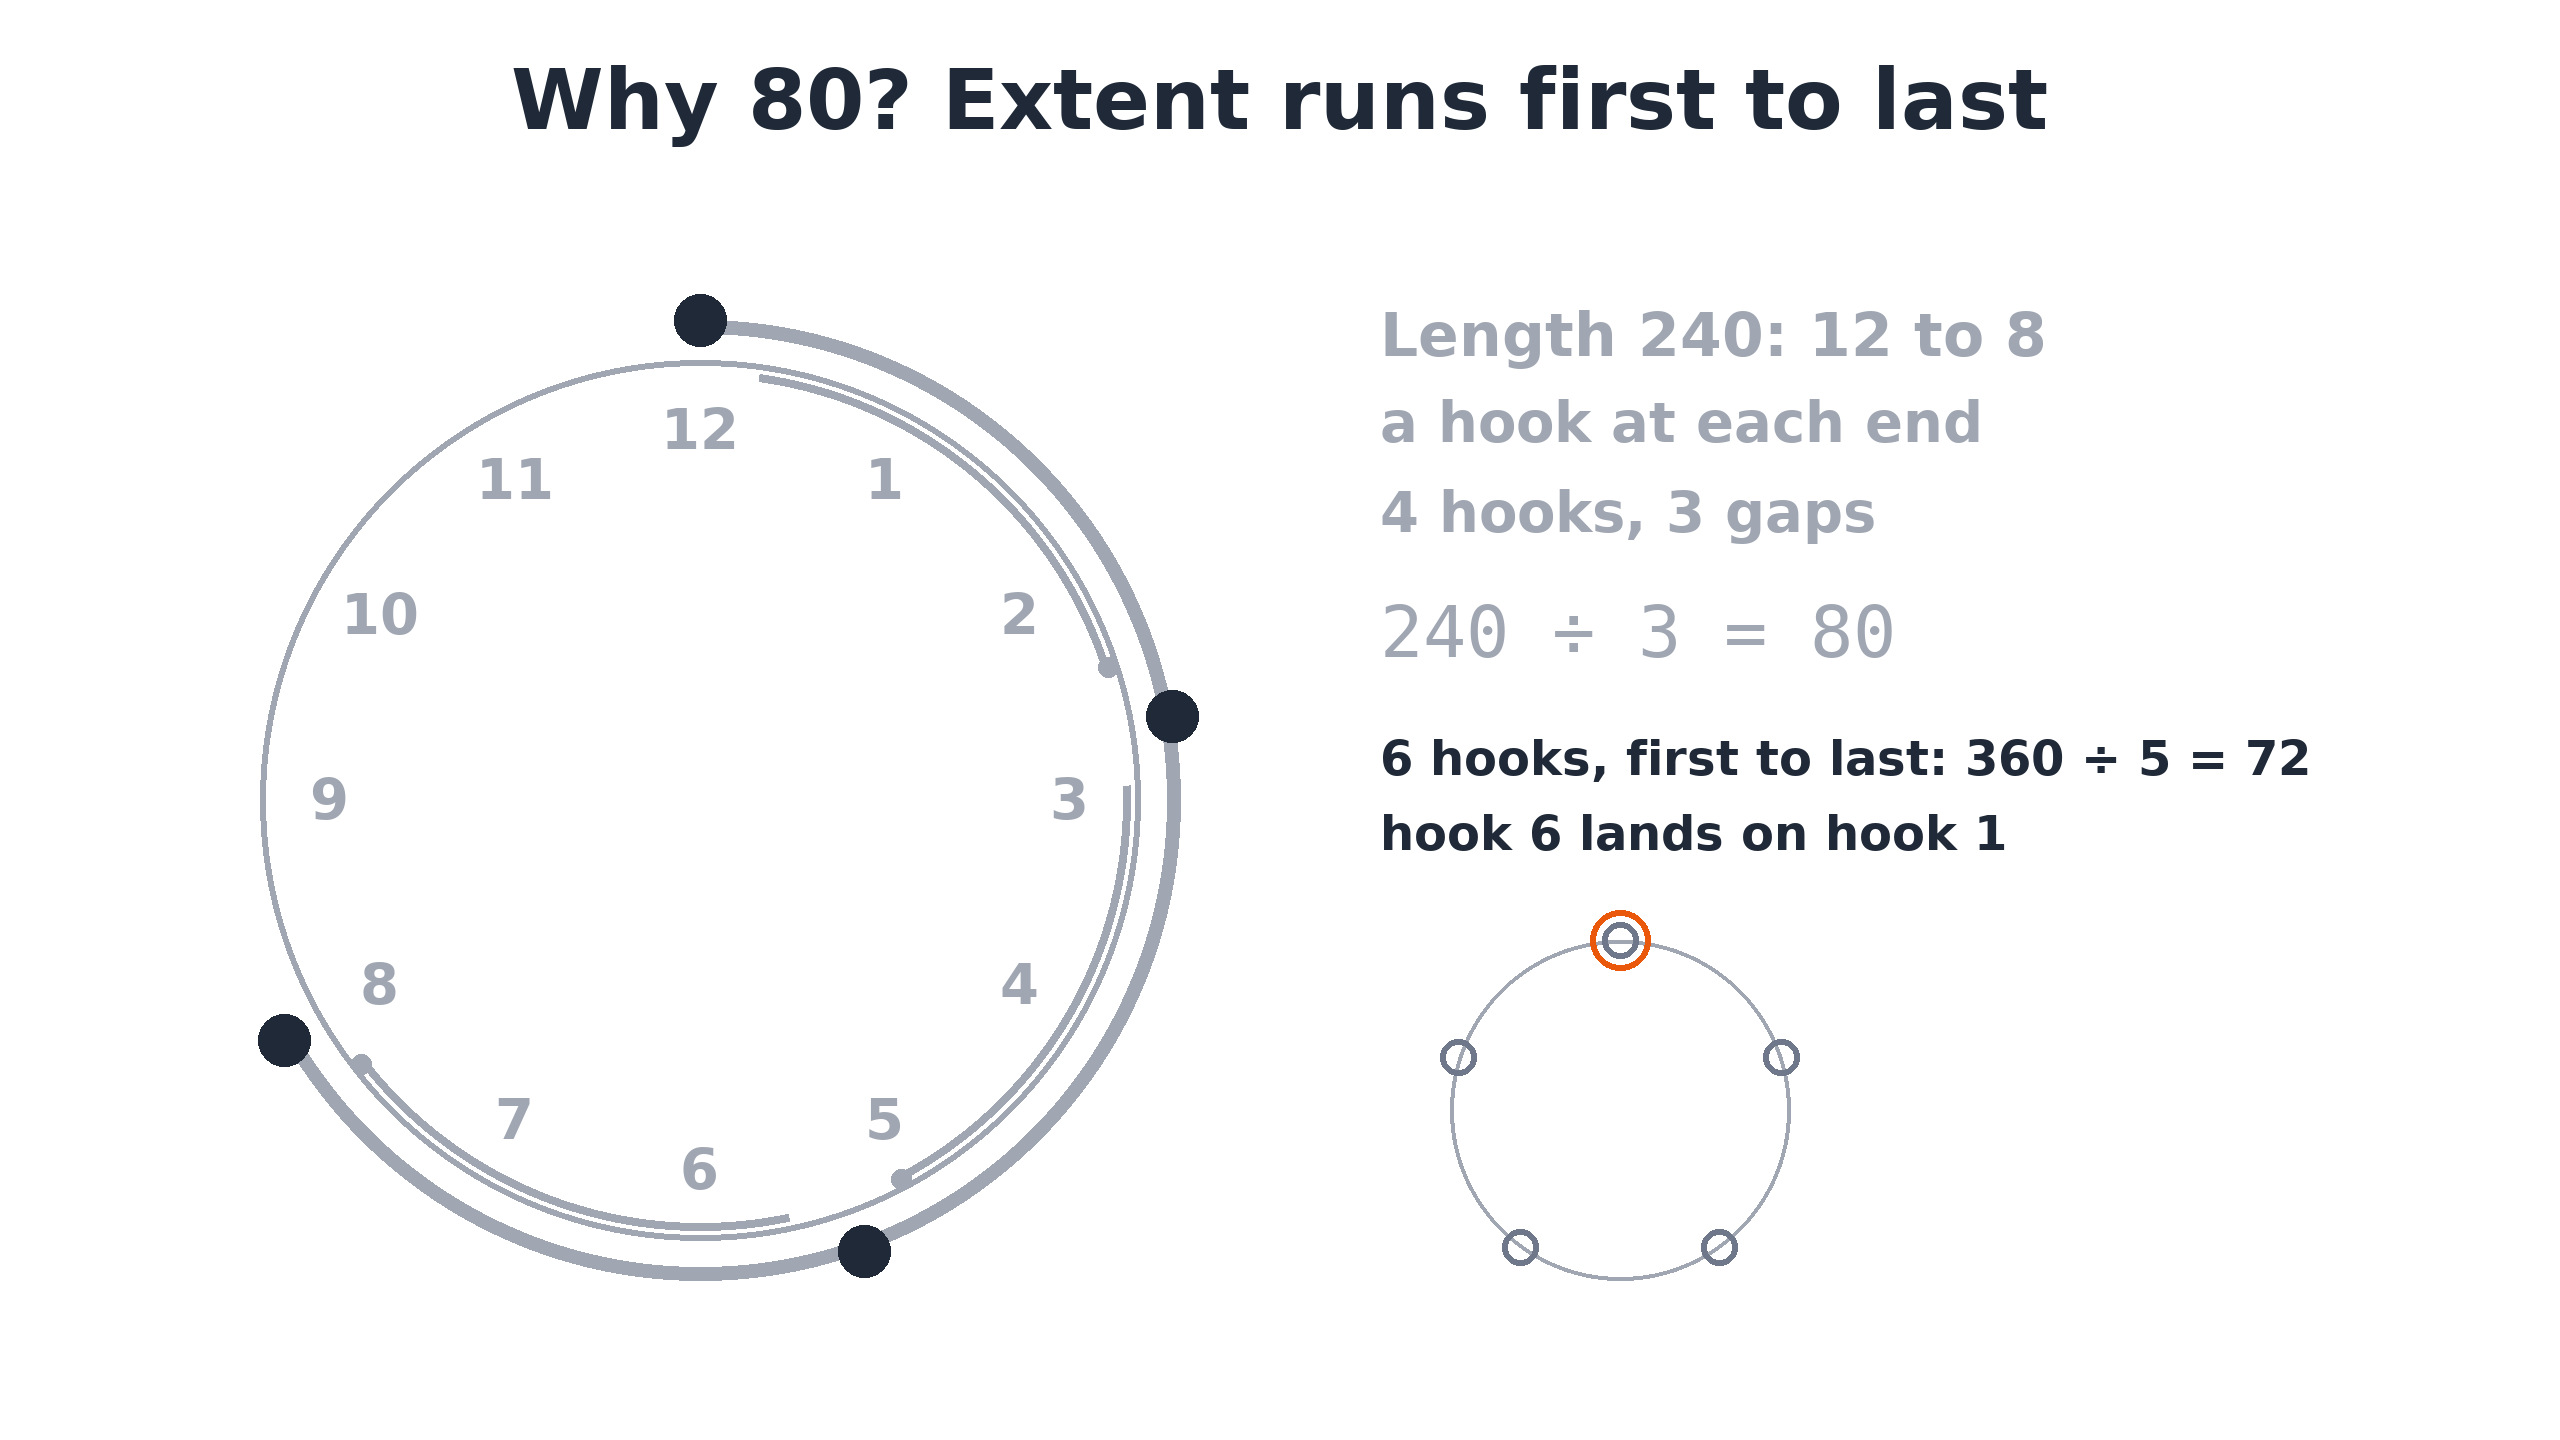 Why 80? Extent runs first to last
12
11
1
10
2
9
3
8
4
7
5
6
Length 240: 12 to 8
a hook at each end
4 hooks, 3 gaps
240 ÷ 3 = 80
6 hooks, first to last: 360 ÷ 5 = 72
hook 6 lands on hook 1